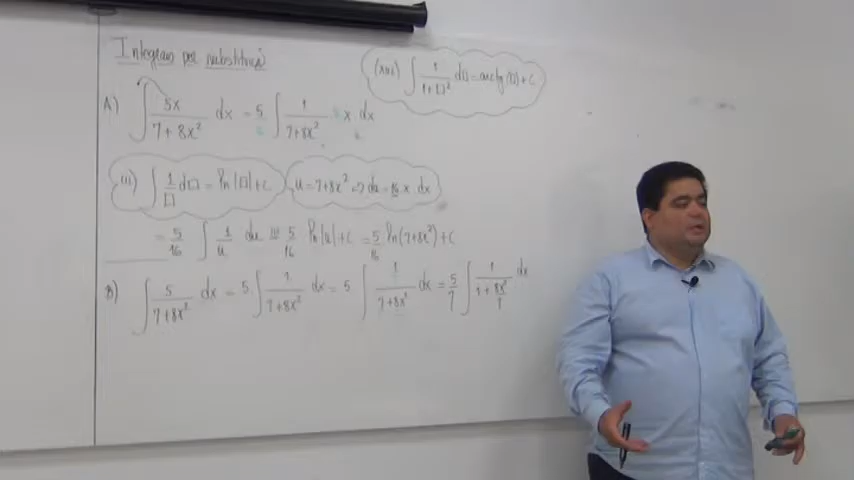 Integrais por substituição
(xiii) ∫ 1/(1+□²) d□ = arctg(□) + C
A) ∫ 5x/(7+8x²) dx = 5 ∫ 1/(7+8x²) x dx
(ii) ∫ 1/□ d□ = ln|□| + C
u = 7+8x² ⇒ du = 16 x dx
= 5/16 ∫ 1/u du = 5/16 ln|u| + C = 5/16 ln(7+8x²) + C
B) ∫ 5/(7+8x²) dx = 5 ∫ 1/(7+8x²) dx = 5 ∫ 1/(7+8x²) dx = 5/7 ∫ 1/(1+8x²/7) dx